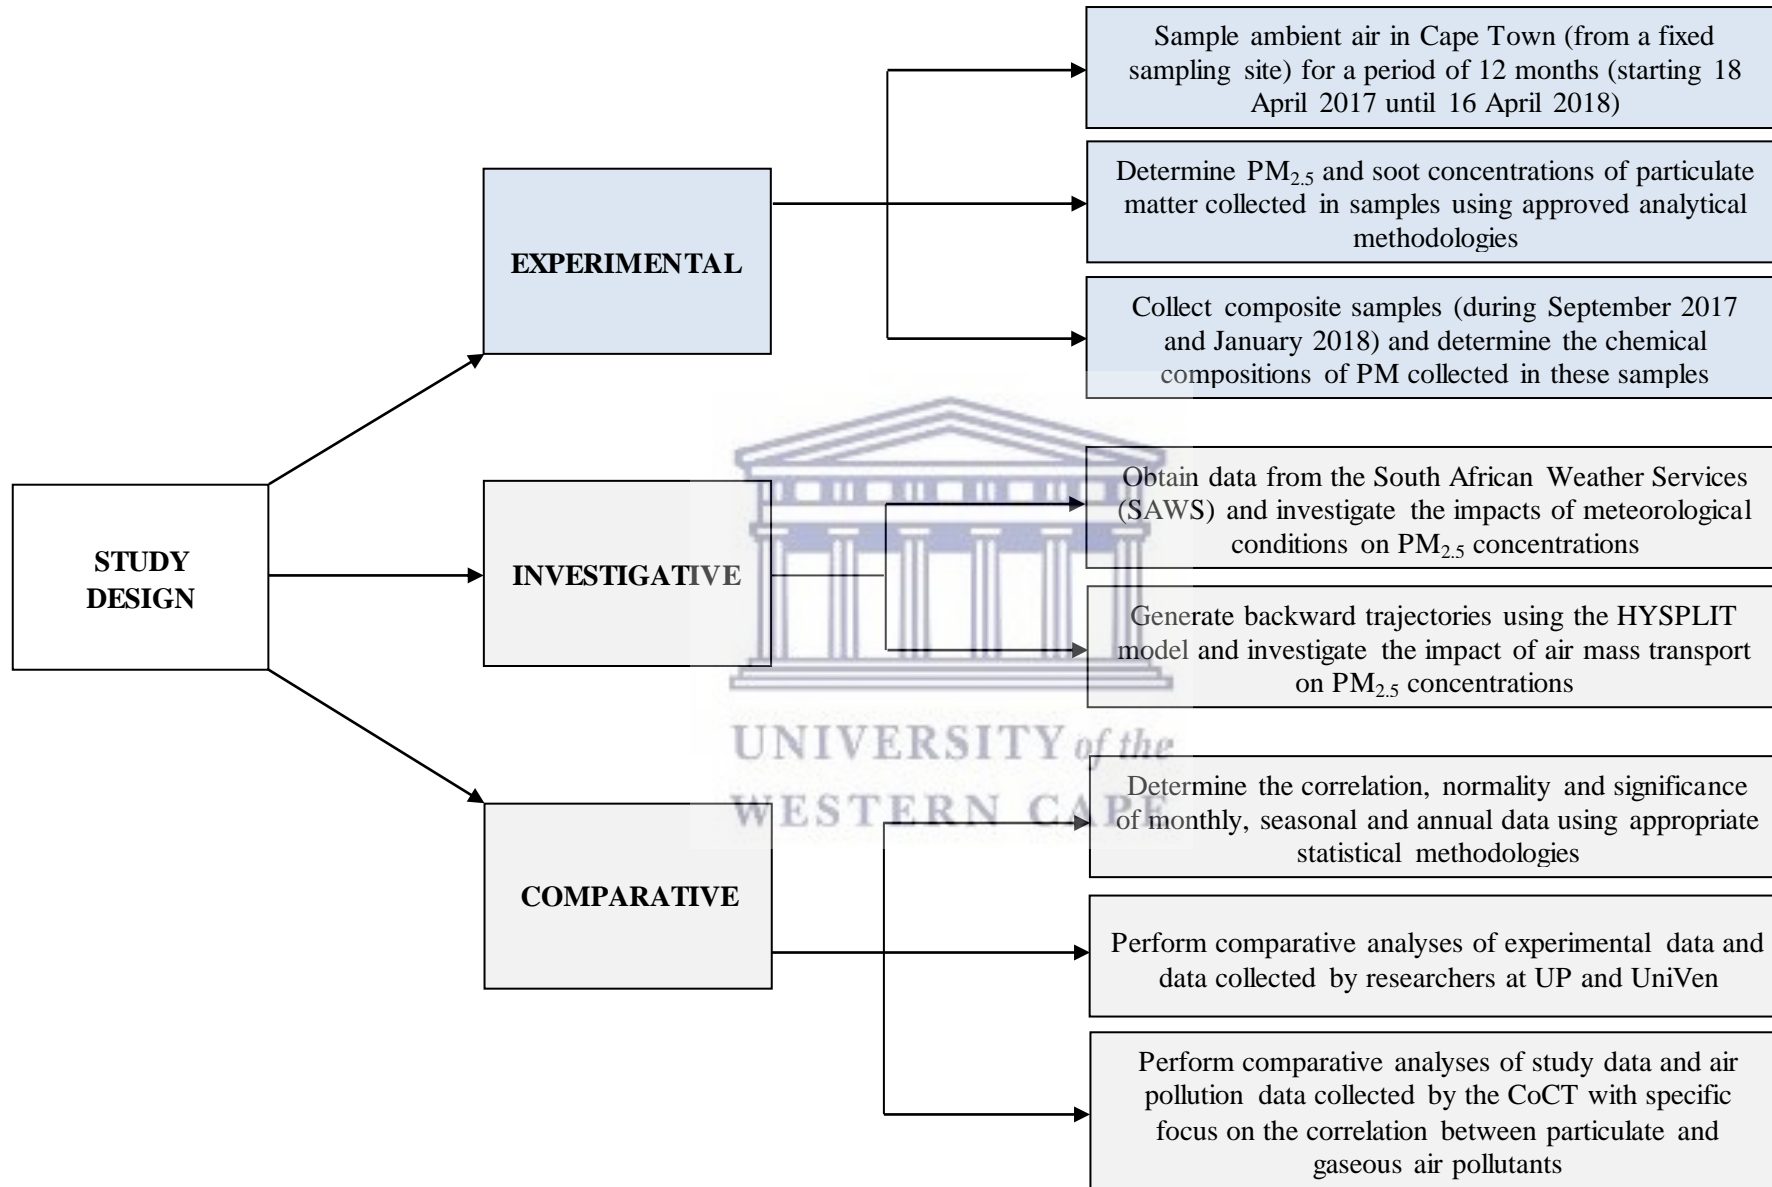 Sample ambient air in Cape Town (from a fixed
sampling site) for a period of 12 months (starting 18
April 2017 until 16 April 2018)
Determine PM2.5 and soot concentrations of particulate
matter collected in samples using approved analytical
methodologies
EXPERIMENTAL
Collect composite samples (during September 2017
and January 2018) and determine the chemical
compositions of PM collected in these samples
STUDY
DESIGN
INVESTIGATIVE
Obtain data from the South African Weather Services
(SAWS) and investigate the impacts of meteorological
conditions on PM2.5 concentrations
Generate backward trajectories using the HYSPLIT
model and investigate the impact of air mass transport
on PM2.5 concentrations
UNIVERSITY of the
WESTERN CAPE
COMPARATIVE
Determine the correlation, normality and significance
of monthly, seasonal and annual data using appropriate
statistical methodologies
Perform comparative analyses of experimental data and
data collected by researchers at UP and UniVen
Perform comparative analyses of study data and air
pollution data collected by the CoCT with specific
focus on the correlation between particulate and
gaseous air pollutants